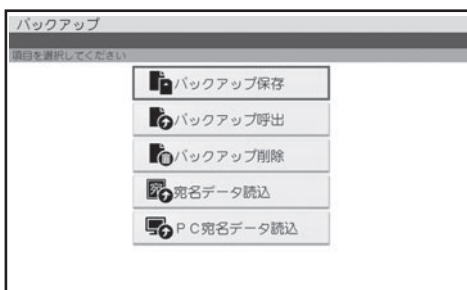 バックアップ
項目を選択してください
バックアップ保存
バックアップ呼出
バックアップ削除
宛
宛名データ読込
ＰＣ宛名データ読込